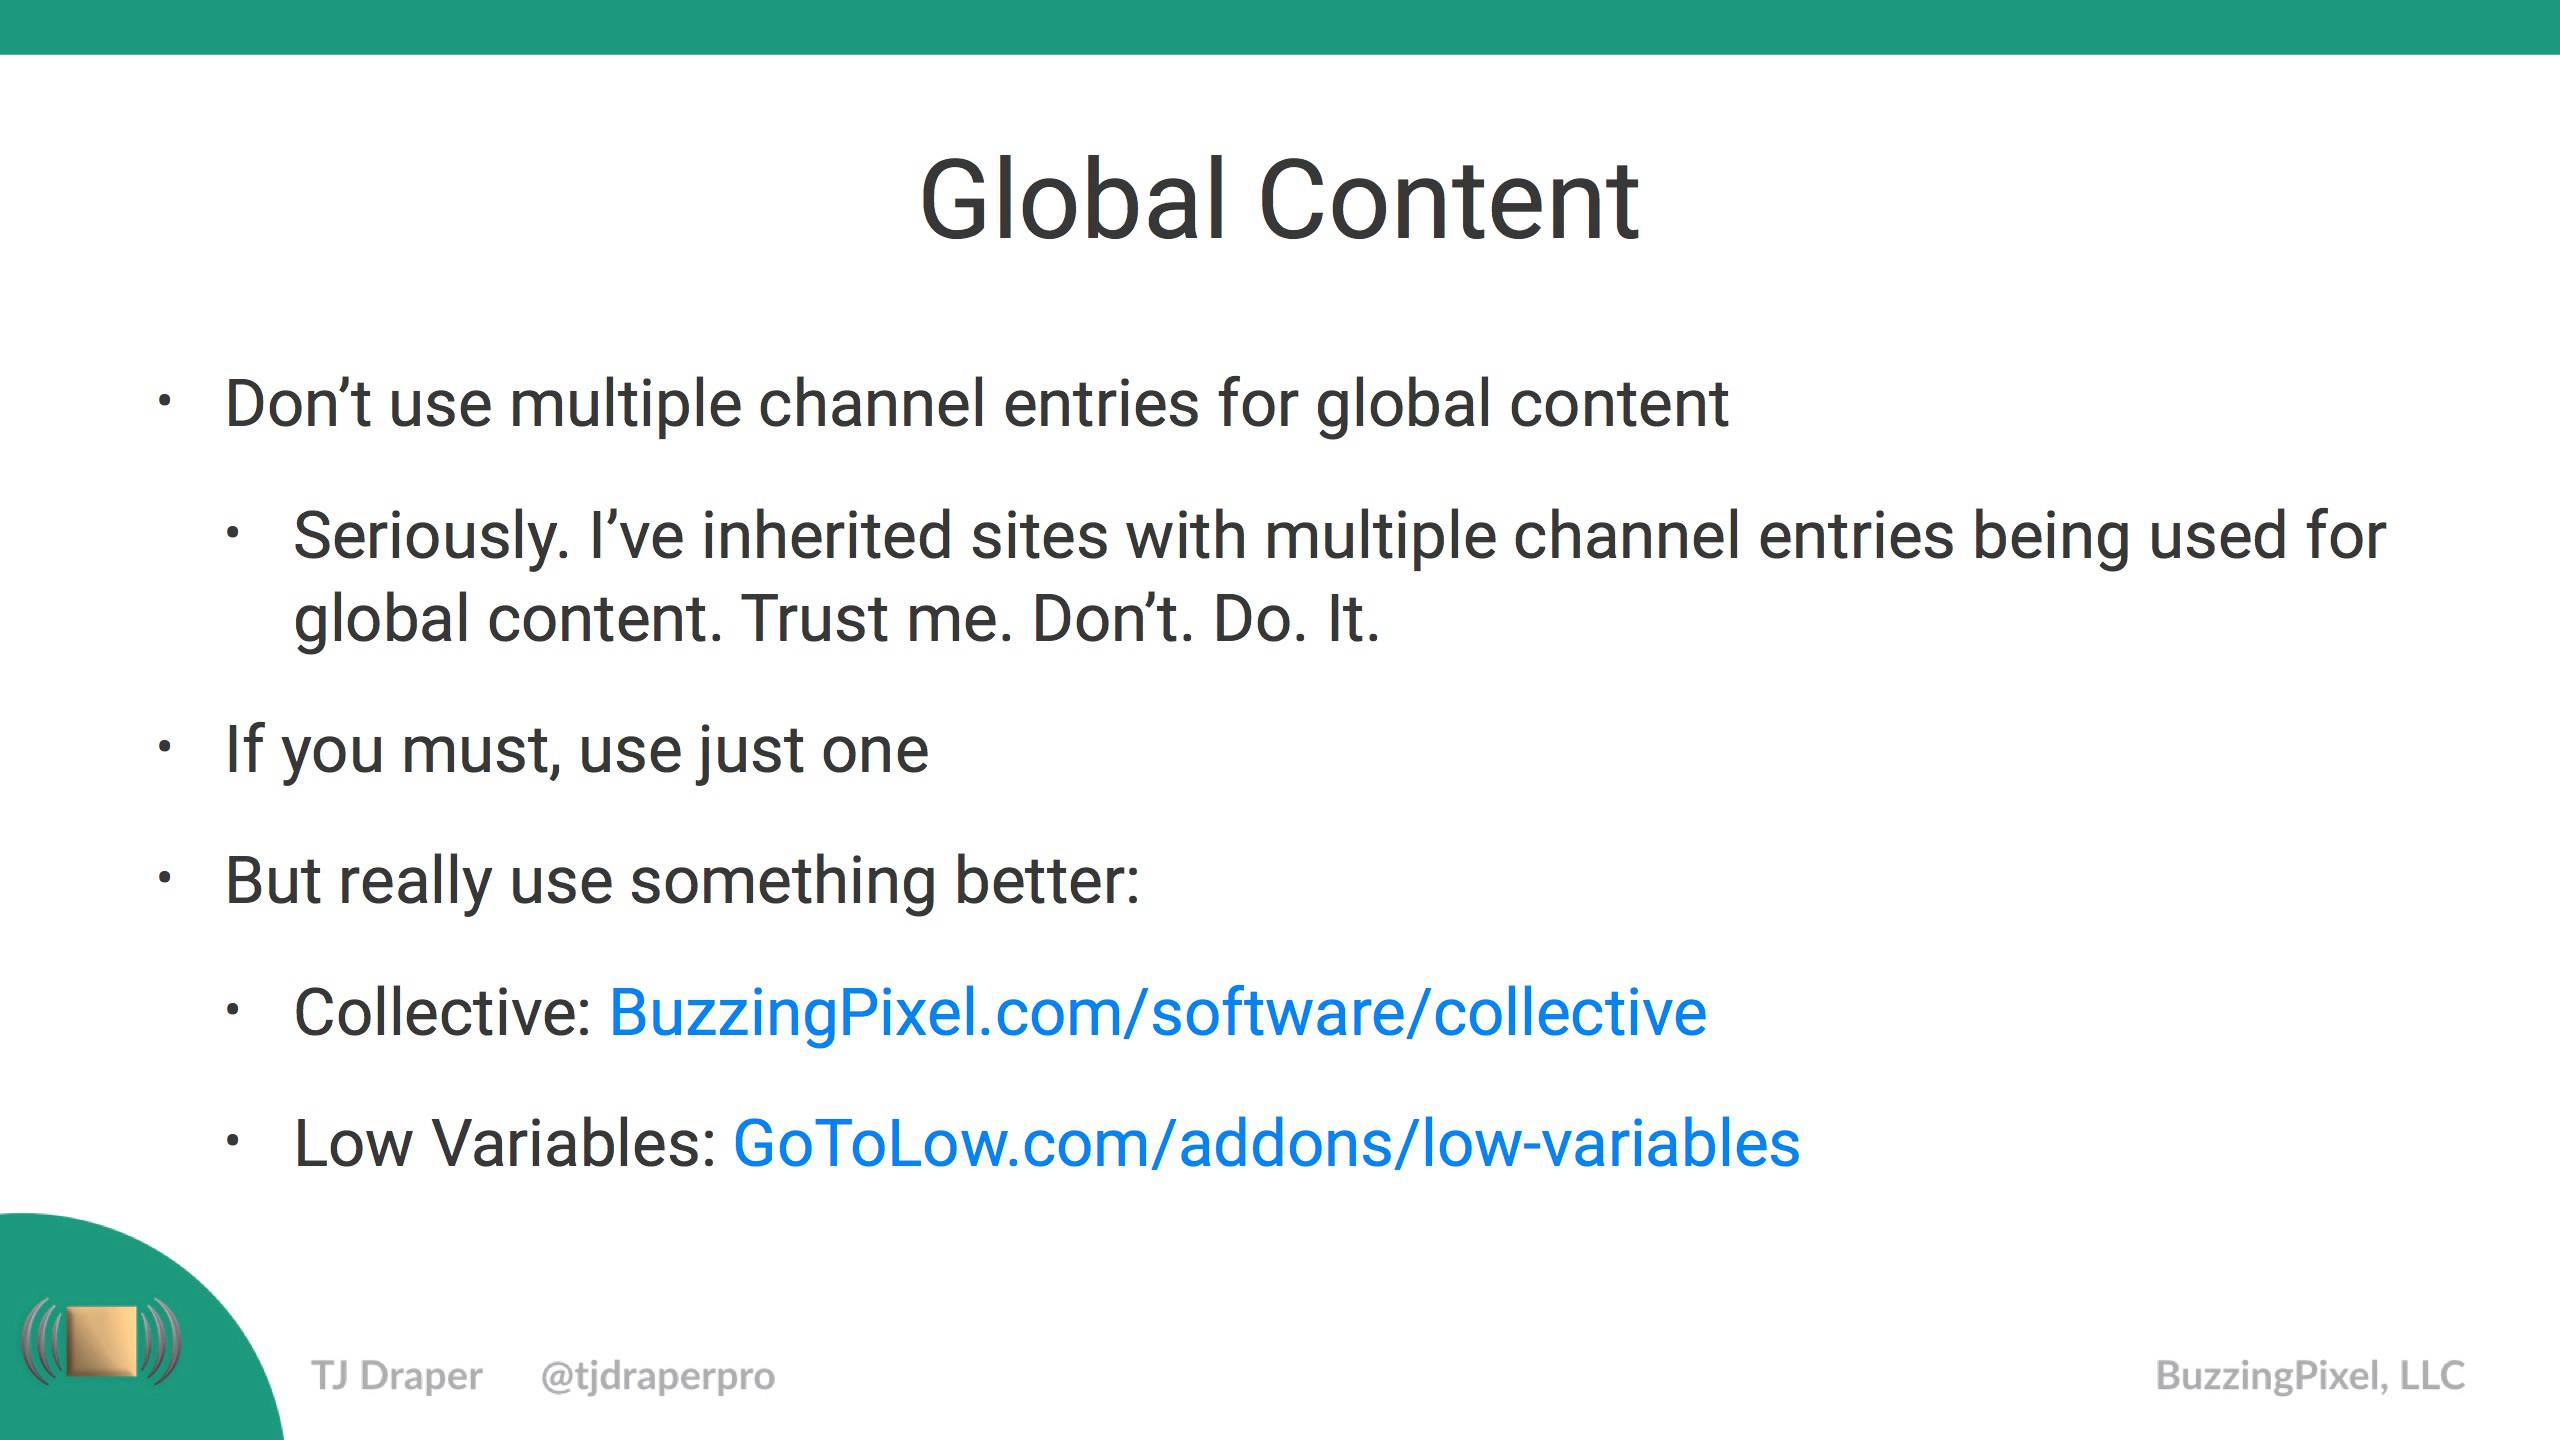 Global Content
• Don’t use multiple channel entries for global content
• Seriously. I’ve inherited sites with multiple channel entries being used for
global content. Trust me. Don’t. Do. It.
• If you must, use just one
• But really use something better:
• Collective: BuzzingPixel.com/software/collective
• Low Variables: GoToLow.com/addons/low-variables
TJ Draper @tjdraperpro
BuzzingPixel, LLC